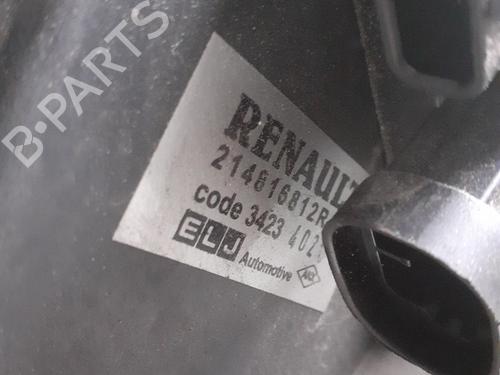 B-PARTS
RENAULT
214816812R
code 3423 402
ELJ Automotive